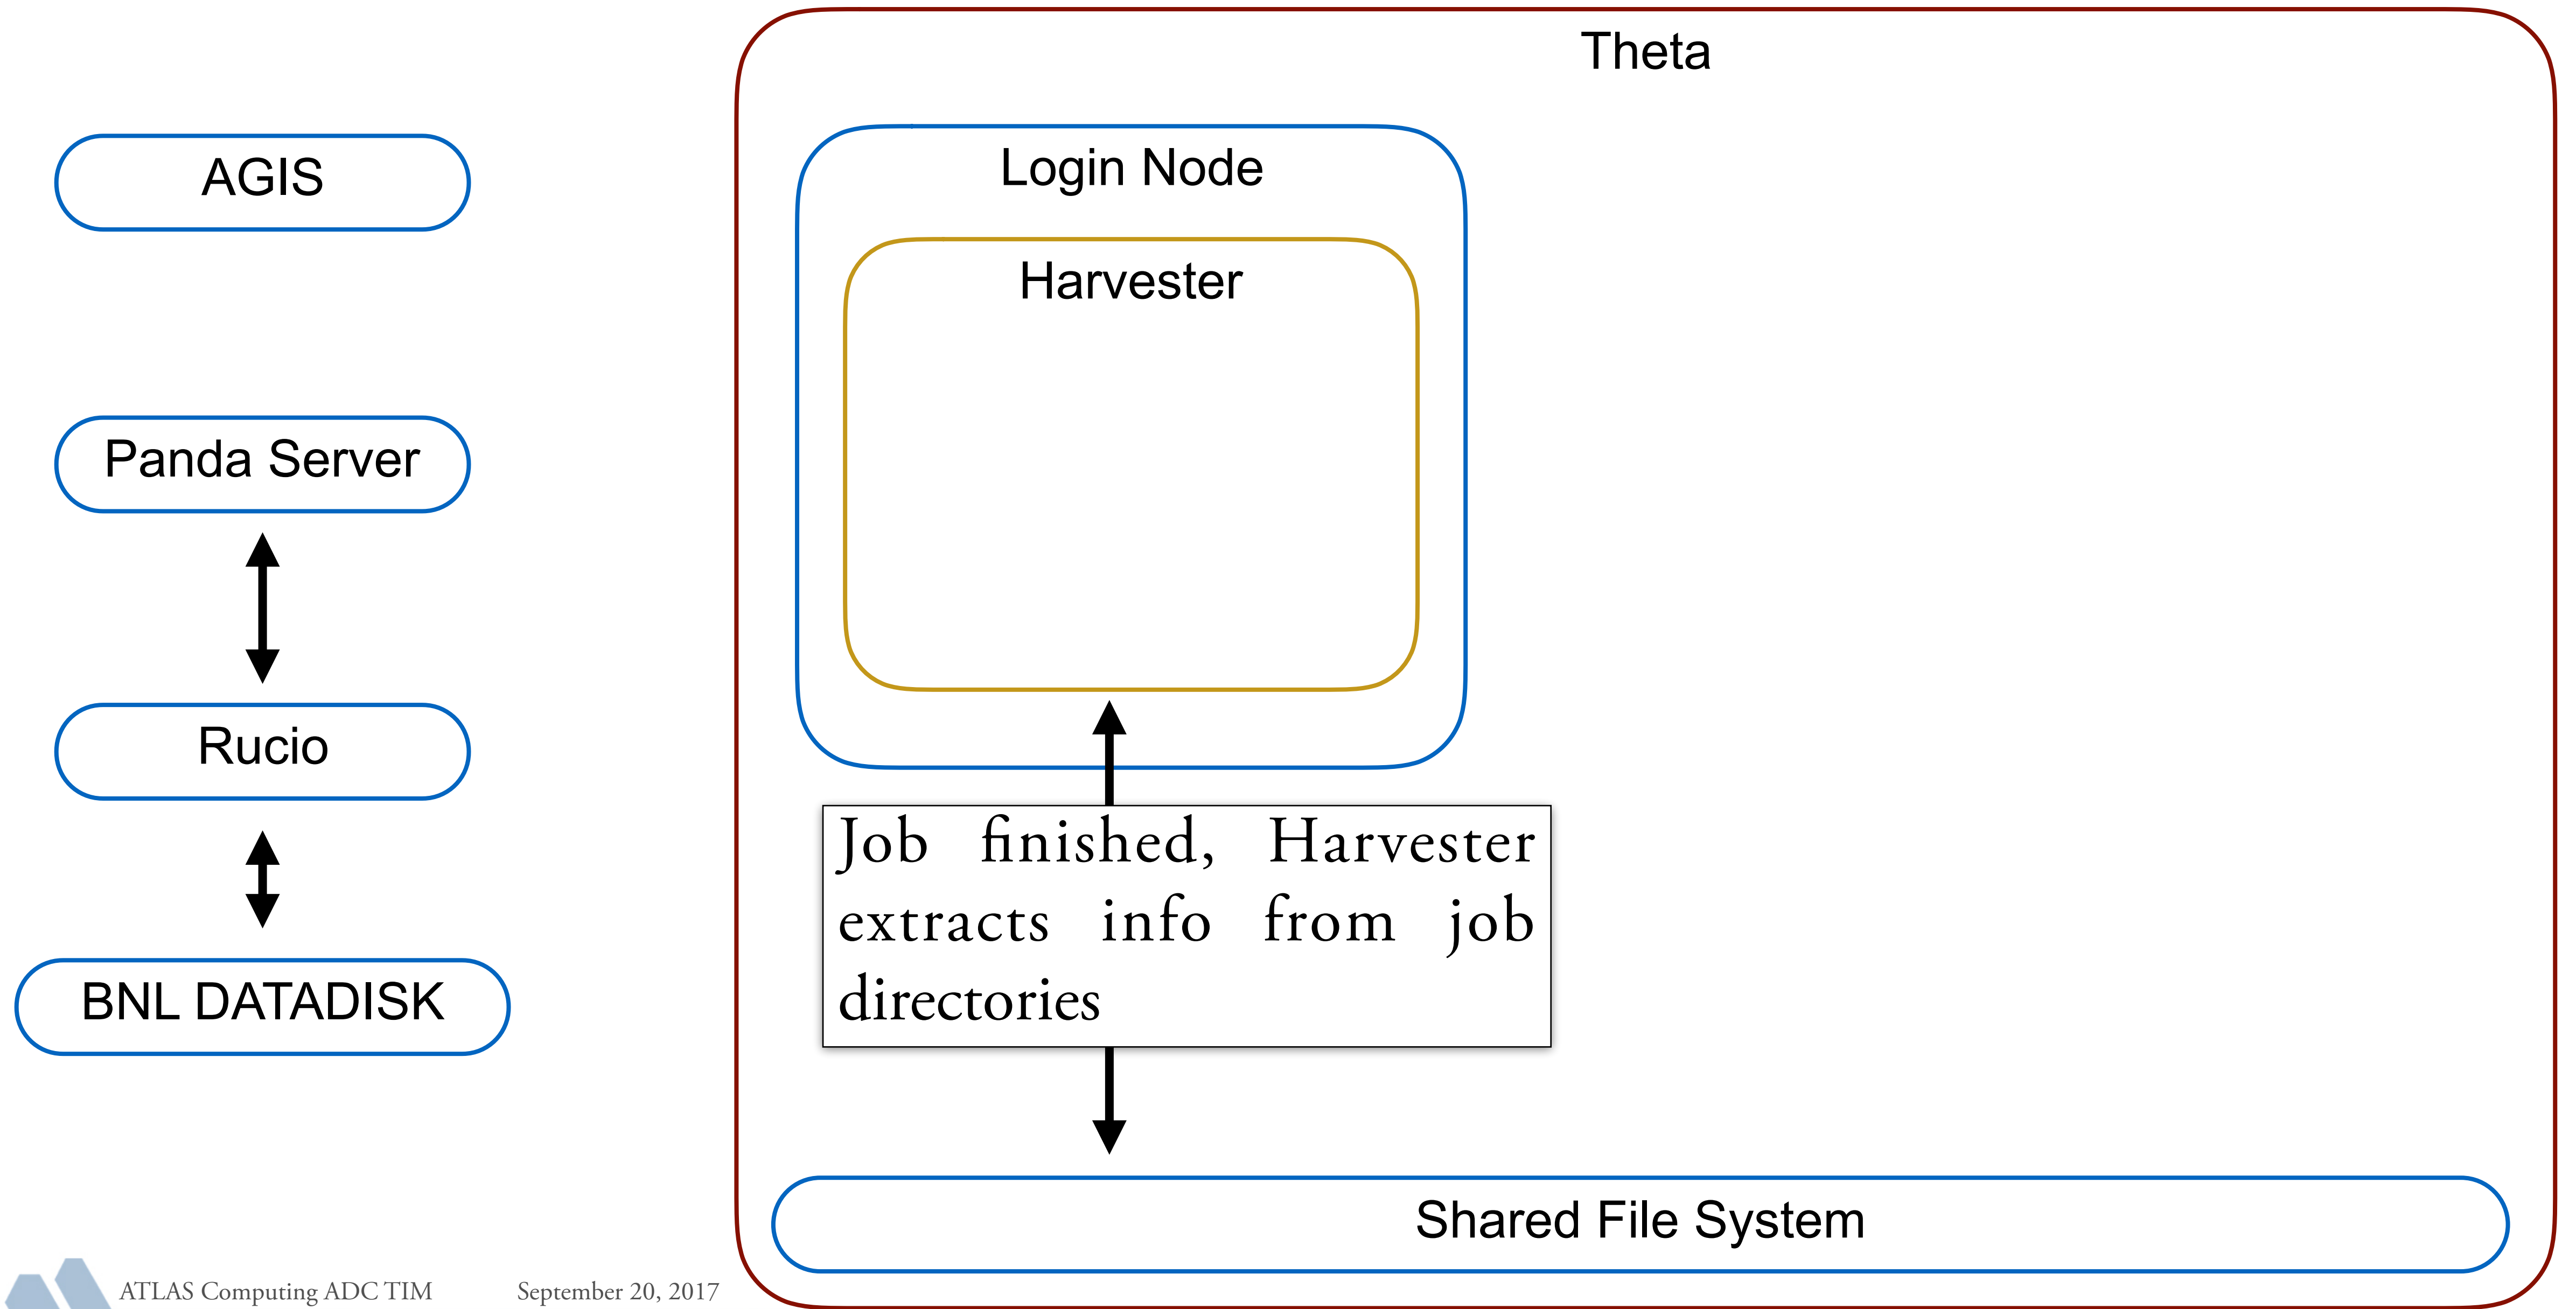 Theta
AGIS
Login Node
Harvester
Panda Server
Rucio
Job finished, Harvester
extracts info from job
directories
BNL DATADISK
Shared File System
ATLAS Computing ADC TIM
September 20, 2017